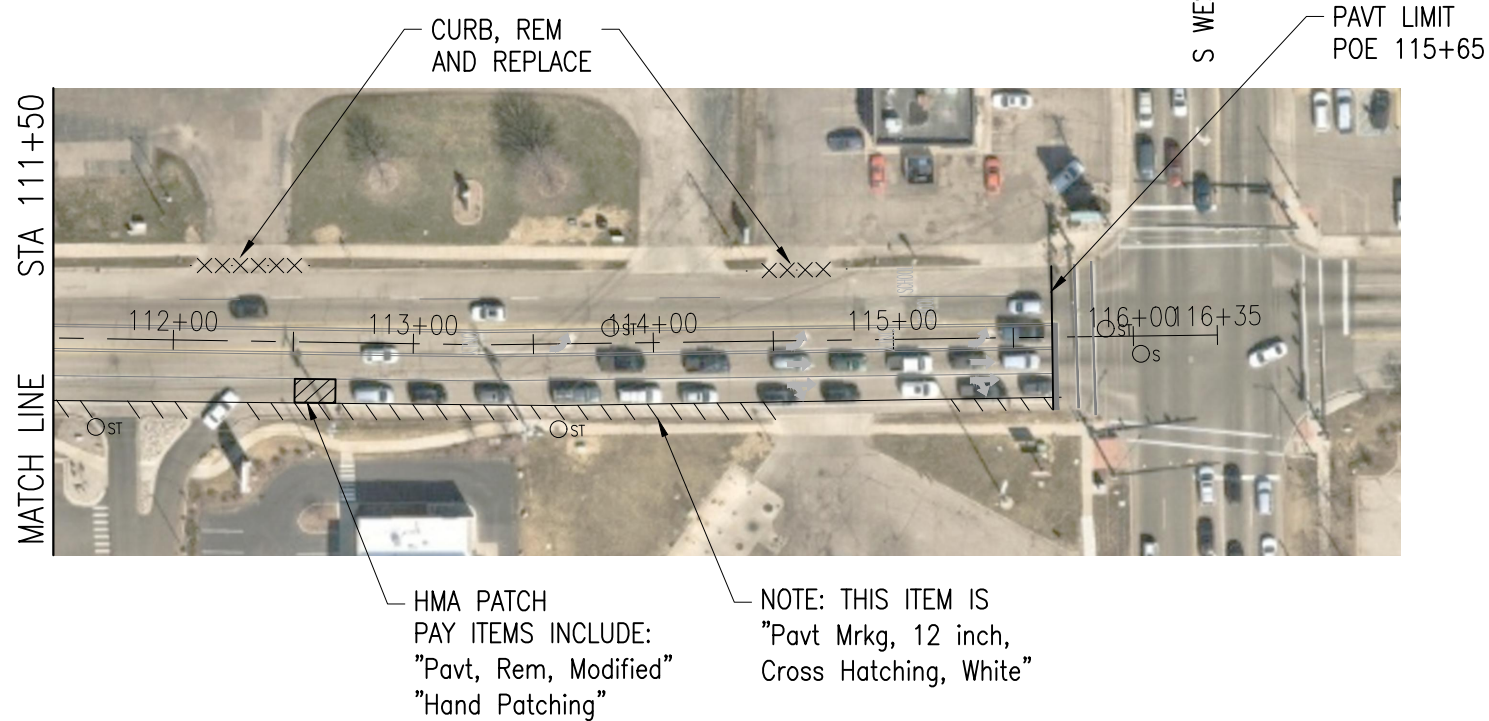 CURB, REM
AND REPLACE
S WE
PAVT LIMIT
POE 115+65
STA 111+50
MATCH LINE
112+00
113+00
ST
114+00
115+00
116+00
116+35
ST
S
SCHOOL
ST
ST
HMA PATCH
PAY ITEMS INCLUDE:
"Pavt, Rem, Modified"
"Hand Patching"
NOTE: THIS ITEM IS
"Pavt Mrkg, 12 inch,
Cross Hatching, White"